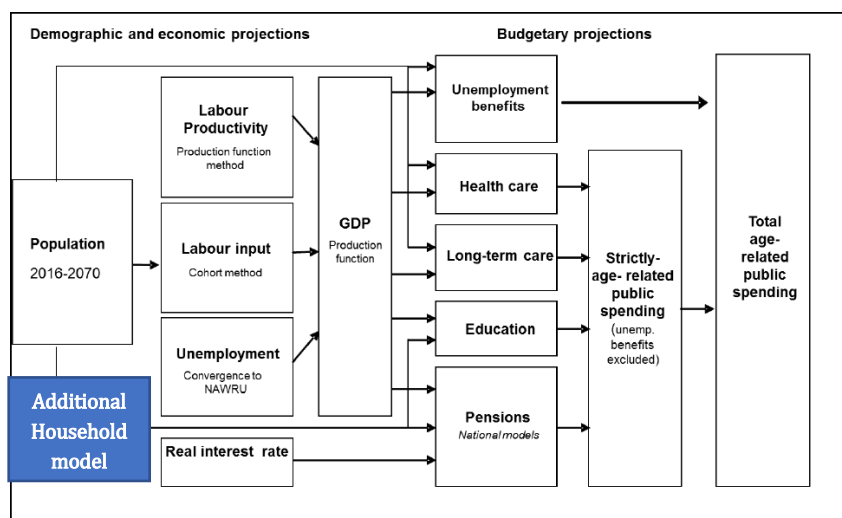 Demographic and economic projections
Budgetary projections
Population
2016-2070
Additional
Household
model
Labour
Productivity
Production function
method
Labour input
Cohort method
Unemployment
Convergence to
NAWRU
Real interest rate
GDP
Production
function
Unemployment
benefits
Health care
Long-term care
Education
Pensions
National models
Strictly-
age- related
public
spending
(unemp.
benefits
excluded)
Total
age-
related
public
spending